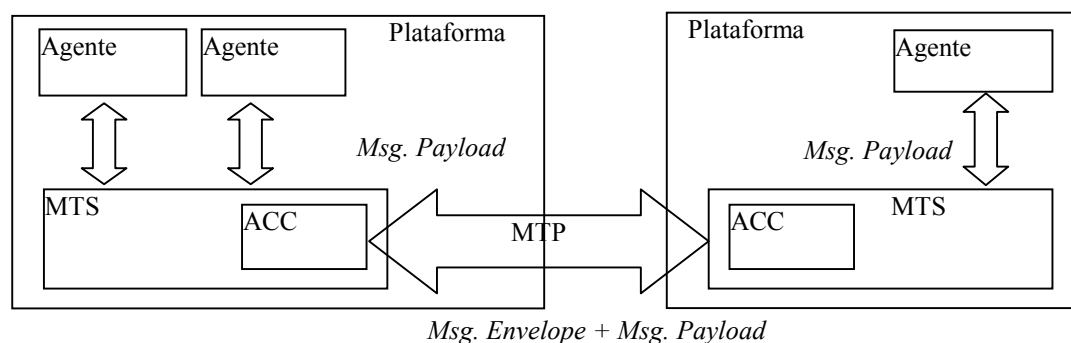 Plataforma
Agente
Agente
Msg. Payload
MTS
ACC
MTP
Plataforma
Agente
Msg. Payload
ACC
MTS
Msg. Envelope + Msg. Payload